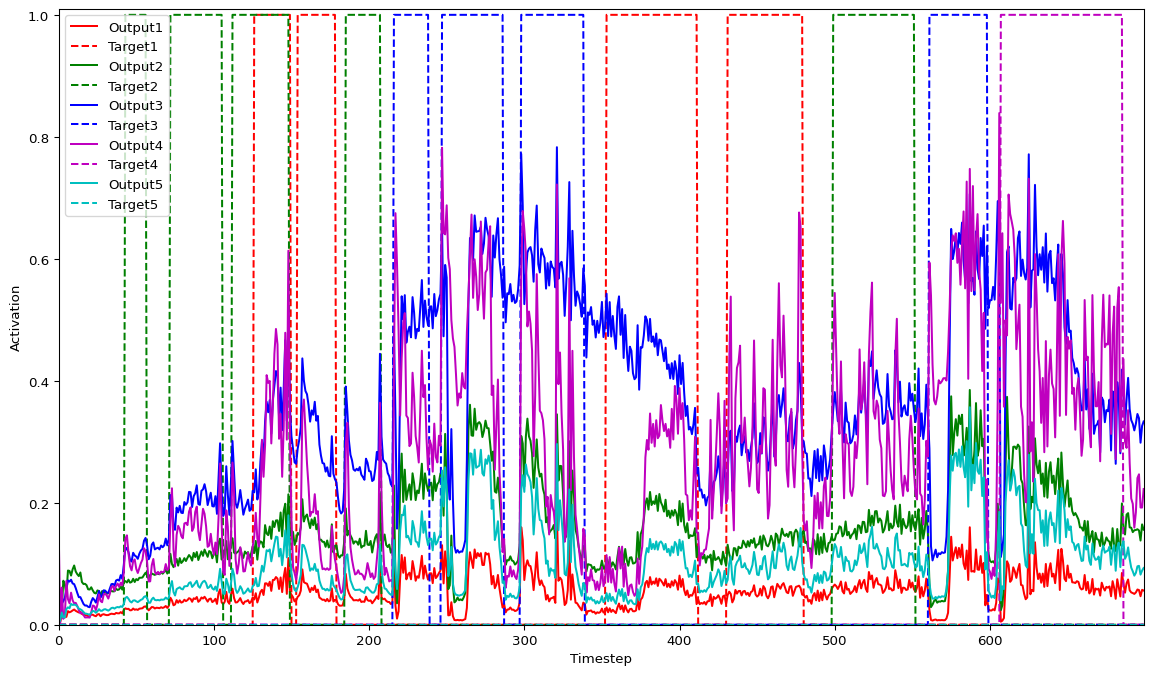 1.0
0.8
0.6
0.4
0.2
0.0
Activation
Output1
Target1
Output2
Target2
Output3
Target3
Output4
Target4
Output5
Target5
0 100 200 300 400 500 600
Timestep